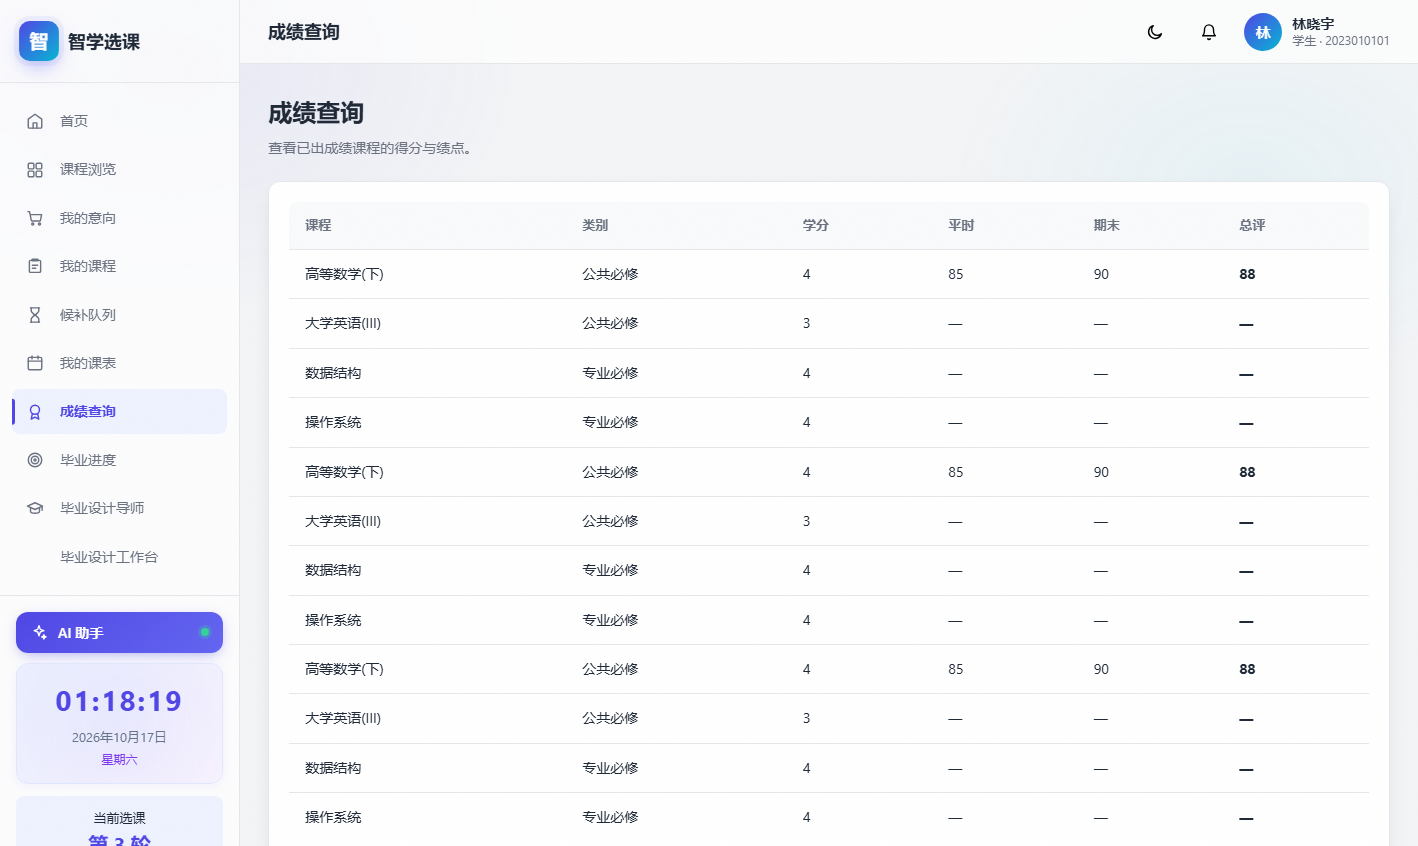 智 智学选课
成绩查询
林 林晓宇
学生 · 2023010101
首页
课程浏览
我的意向
我的课程
候补队列
我的课表
成绩查询
毕业进度
毕业设计导师
毕业设计工作台
AI 助手
01:18:19
2026年10月17日
星期六
当前选课
第 3 轮
成绩查询
查看已出成绩课程的得分与绩点。
课程 类别 学分 平时 期末 总评
高等数学(下) 公共必修 4 85 90 88
大学英语(III) 公共必修 3 — — —
数据结构 专业必修 4 — — —
操作系统 专业必修 4 — — —
高等数学(下) 公共必修 4 85 90 88
大学英语(III) 公共必修 3 — — —
数据结构 专业必修 4 — — —
操作系统 专业必修 4 — — —
高等数学(下) 公共必修 4 85 90 88
大学英语(III) 公共必修 3 — — —
数据结构 专业必修 4 — — —
操作系统 专业必修 4 — — —